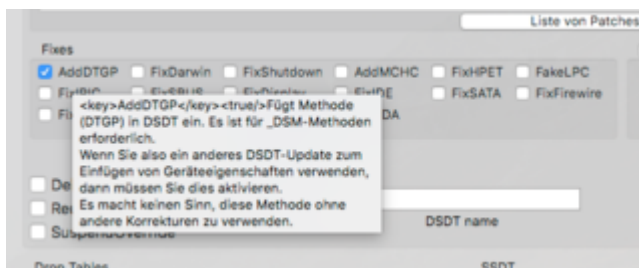 Liste von Patches
Fixes
AddDTGP FixDarwin FixShutdown AddMCHC FixHPET FakeLPC
FixSATA FixFirewire
<key>AddDTGP</key><true/>Fügt Methode
(DTGP) in DSDT ein. Es ist für _DSM-Methoden
erforderlich.
Wenn Sie also ein anderes DSDT-Update zum
Einfügen von Geräteeigenschaften verwenden,
dann müssen Sie dies aktivieren.
Es macht keinen Sinn, diese Methode ohne
andere Korrekturen zu verwenden.
DSDT name
Drop Tables SSDT